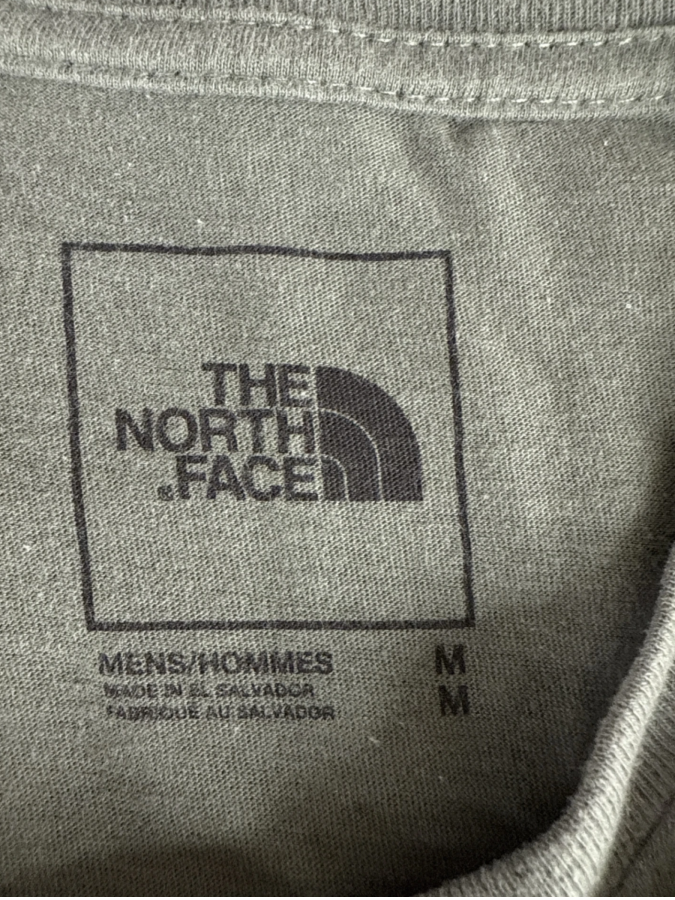 THE
NORTH
FACE®
MENS/HOMMES M
MADE IN EL SALVADOR M
FABRIQUE AU SALVADOR